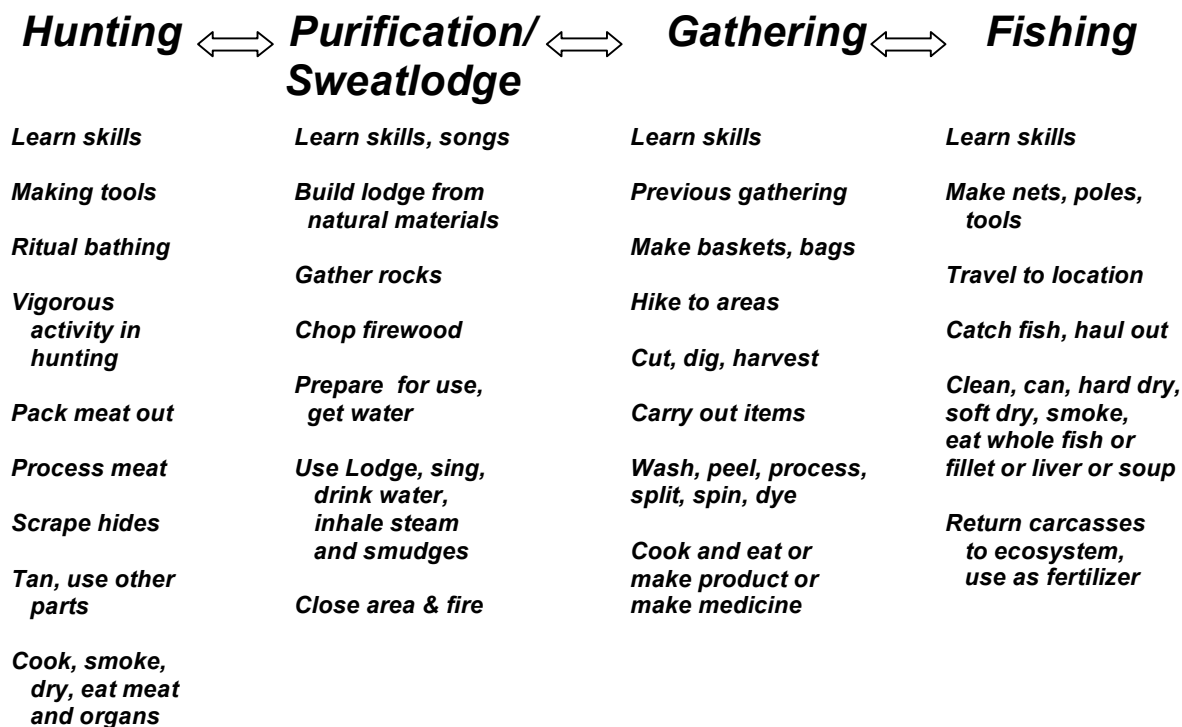 Hunting
Purification/
Sweatlodge
Gathering
Fishing
Learn skills
Making tools
Ritual bathing
Vigorous
activity in
hunting
Pack meat out
Process meat
Scrape hides
Tan, use other
parts
Cook, smoke,
dry, eat meat
and organs
Learn skills, songs
Build lodge from
natural materials
Gather rocks
Chop firewood
Prepare for use,
get water
Use Lodge, sing,
drink water,
inhale steam
and smudges
Close area & fire
Learn skills
Previous gathering
Make baskets, bags
Hike to areas
Cut, dig, harvest
Carry out items
Wash, peel, process,
split, spin, dye
Cook and eat or
make product or
make medicine
Learn skills
Make nets, poles,
tools
Travel to location
Catch fish, haul out
Clean, can, hard dry,
soft dry, smoke,
eat whole fish or
fillet or liver or soup
Return carcasses
to ecosystem,
use as fertilizer